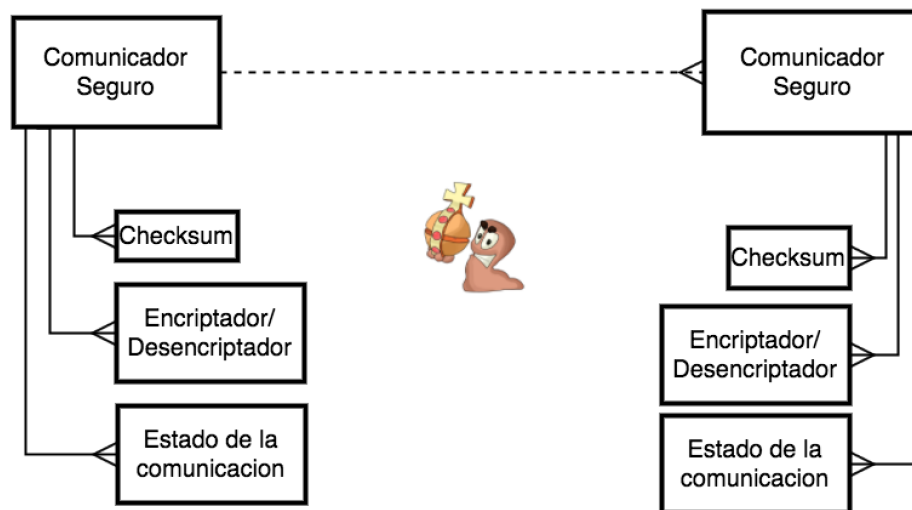 Comunicador
Seguro
Comunicador
Seguro
Checksum
Checksum
Encriptador/
Desencriptador
Encriptador/
Desencriptador
Estado de la
comunicacion
Estado de la
comunicacion